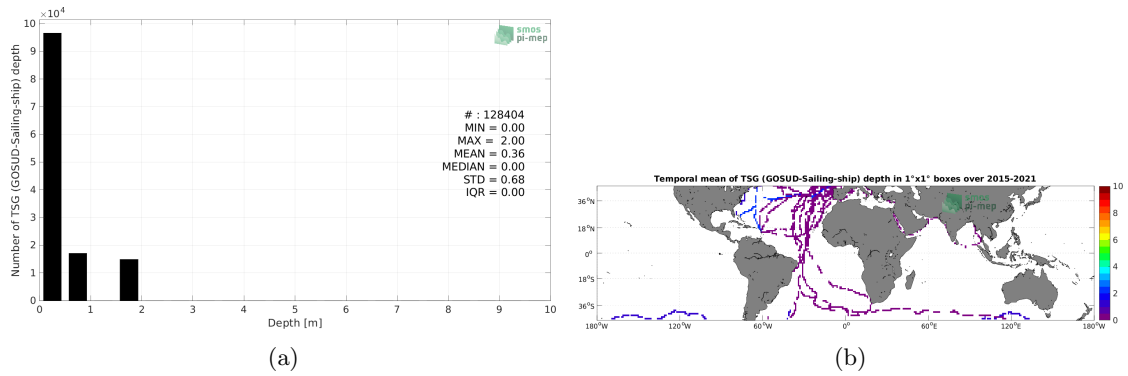 ×10⁴
10
9
8
7
6
5
4
3
2
1
0
Number of TSG (GOSUD-Sailing-ship) depth
smos
pi-mep
# : 128404
MIN = 0.00
MAX = 2.00
MEAN = 0.36
MEDIAN = 0.00
STD = 0.68
IQR = 0.00
0 1 2 3 4 5 6 7 8 9 10
Depth [m]
(a)
Temporal mean of TSG (GOSUD-Sailing-ship) depth in 1°x1° boxes over 2015-2021
smos
pi-mep
36°N
18°N
0°
18°S
36°S
180°W 120°W 60°W 0° 60°E 120°E 180°W
10
8
6
4
2
0
(b)